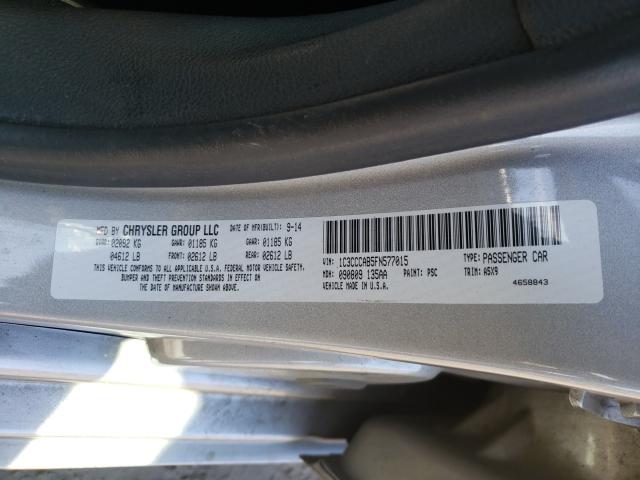 MFD BY CHRYSLER GROUP LLC DATE OF MFR(BUILT): 9-14
GVWR: 02092 KG GAWR: 01185 KG GAWR: 01185 KG
04612 LB FRONT: 02612 LB REAR: 02612 LB
THIS VEHICLE CONFORMS TO ALL APPLICABLE U.S.A. FEDERAL MOTOR VEHICLE SAFETY,
BUMPER AND THEFT PREVENTION STANDARDS IN EFFECT ON
THE DATE OF MANUFACTURE SHOWN ABOVE.
VIN: 1C3CCCAB5FN577015 TYPE: PASSENGER CAR
MDH: 090809 135AA PAINT: PSC TRIM: A5X9
VEHICLE MADE IN U.S.A. 4658843